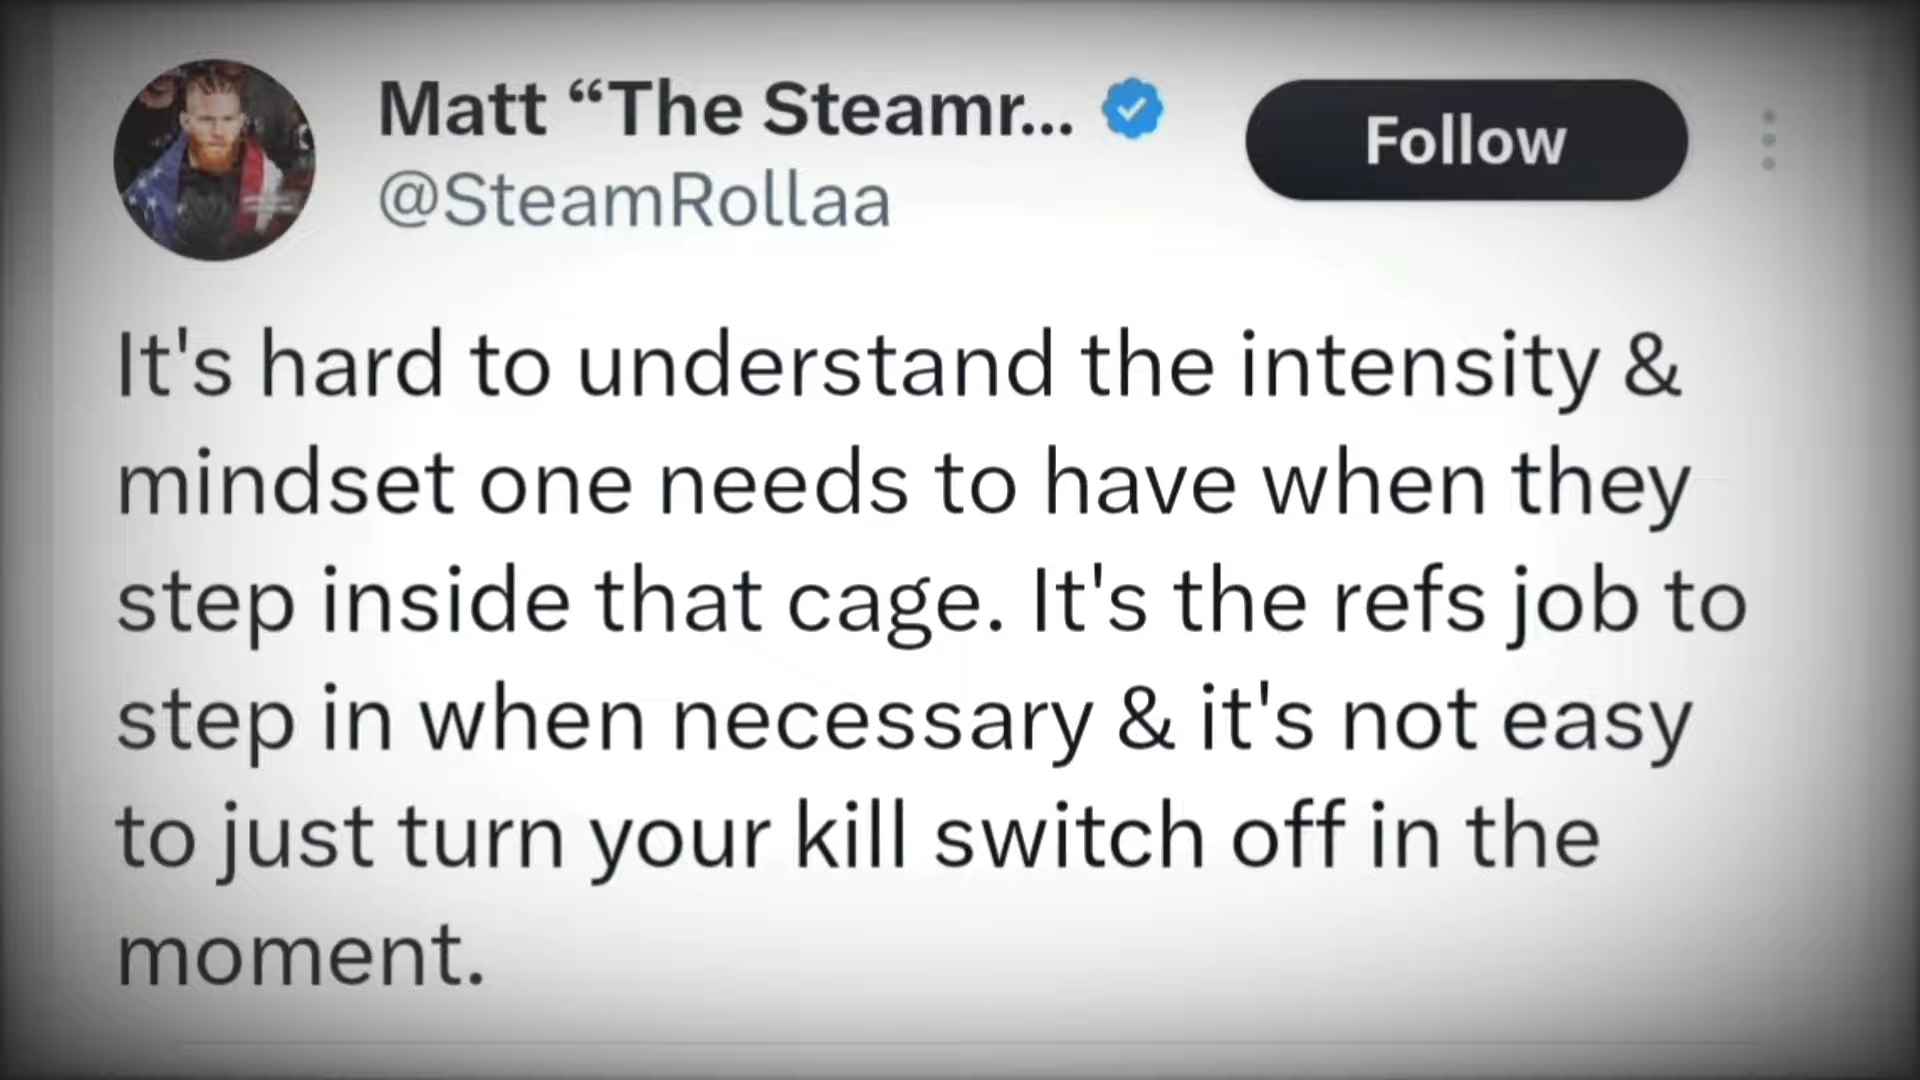 Matt “The Steamr...
Follow
@SteamRollaa
It's hard to understand the intensity &
mindset one needs to have when they
step inside that cage. It's the refs job to
step in when necessary & it's not easy
to just turn your kill switch off in the
moment.